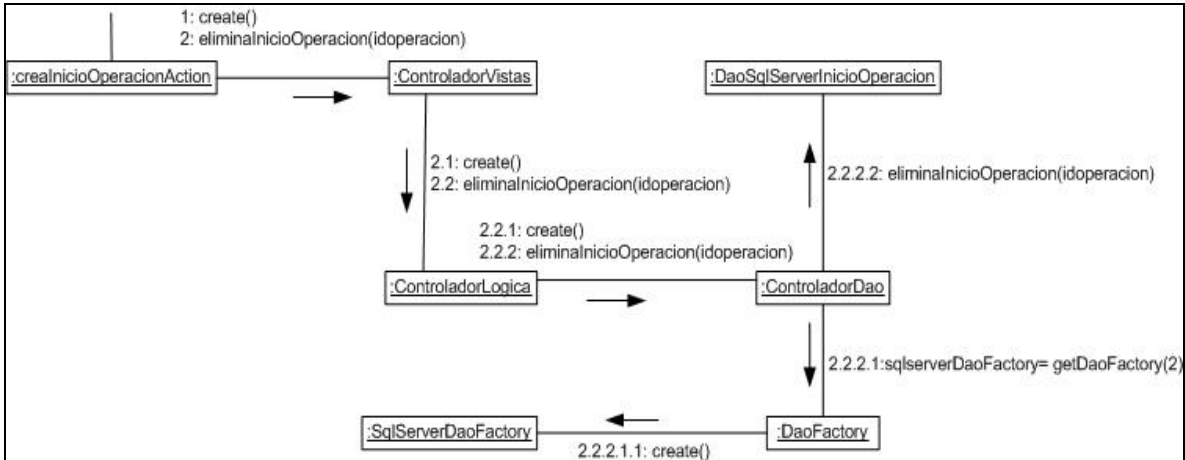 1: create()
2: eliminaInicioOperacion(idoperacion)
:creaInicioOperacionAction
:ControladorVistas
:DaoSqlServerInicioOperacion
2.1: create()
2.2: eliminaInicioOperacion(idoperacion)
2.2.2.2: eliminaInicioOperacion(idoperacion)
2.2.1: create()
2.2.2: eliminaInicioOperacion(idoperacion)
:ControladorLogica
:ControladorDao
2.2.2.1:sqlserverDaoFactory= getDaoFactory(2)
:SqlServerDaoFactory
:DaoFactory
2.2.2.1.1: create()